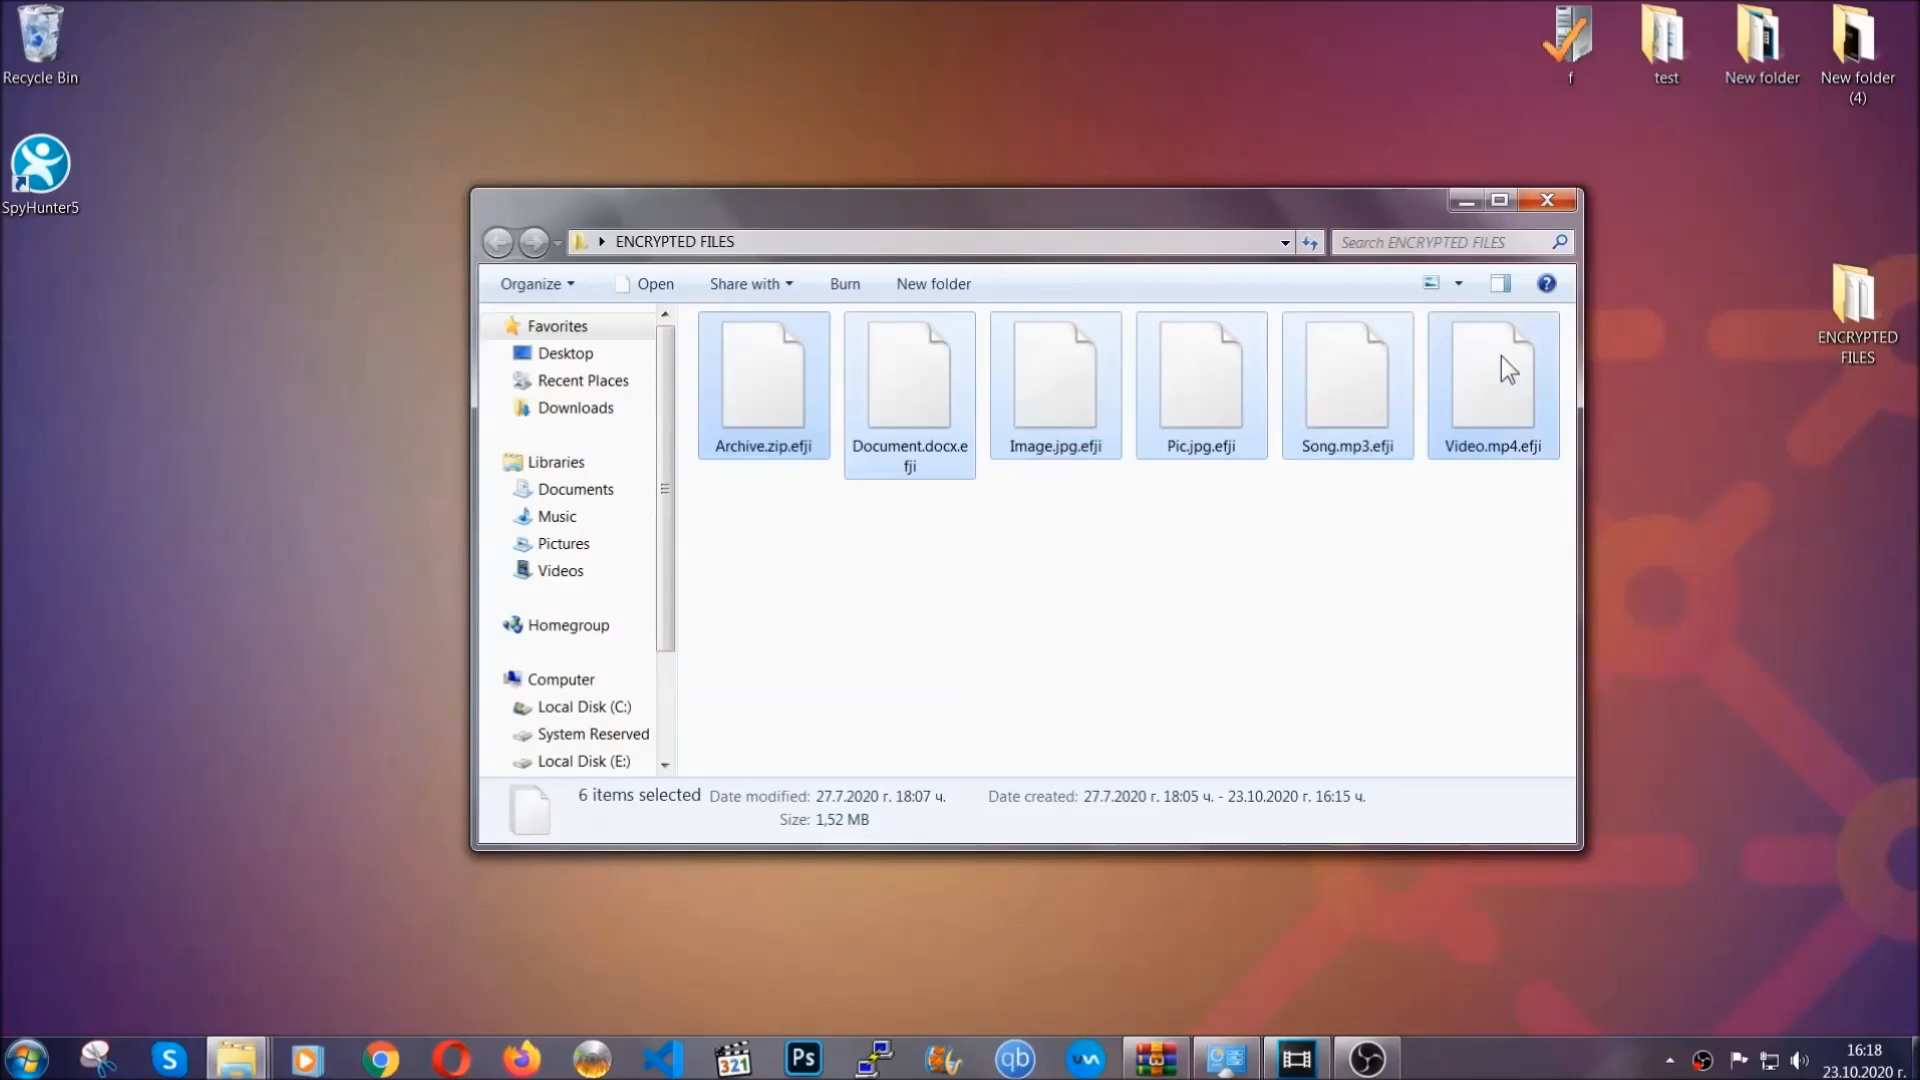 Recycle Bin
SpyHunter5
f
test
New folder
New folder
(4)
ENCRYPTED
FILES
ENCRYPTED FILES
Search ENCRYPTED FILES
Organize
Open
Share with
Burn
New folder
Favorites
Desktop
Recent Places
Downloads
Libraries
Documents
Music
Pictures
Videos
Homegroup
Computer
Local Disk (C:)
System Reserved
Local Disk (E:)
Archive.zip.efji
Document.docx.e
fji
Image.jpg.efji
Pic.jpg.efji
Song.mp3.efji
Video.mp4.efji
6 items selected Date modified: 27.7.2020 г. 18:07 ч. Date created: 27.7.2020 г. 18:05 ч. - 23.10.2020 г. 16:15 ч.
Size: 1,52 MB
S
321
Ps
qb
16:18
23.10.2020 г.